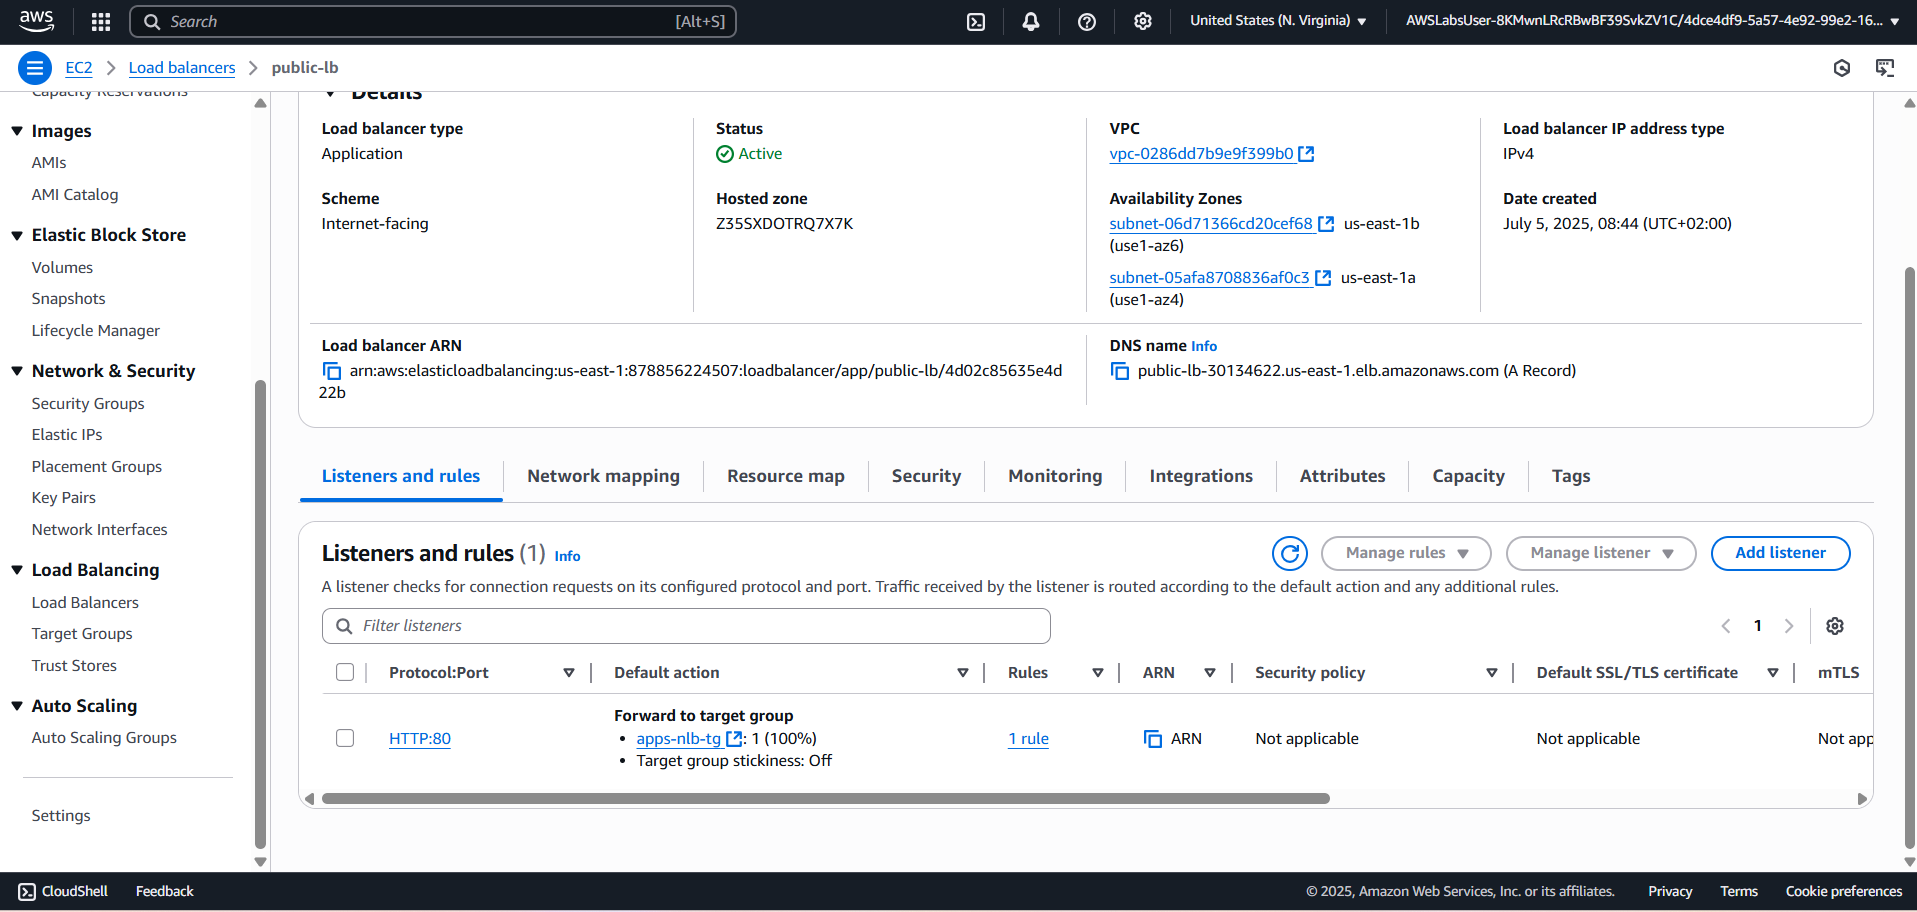 aws
Search
[Alt+S]
United States (N. Virginia)
AWSLabsUser-8KMwnLRcRBwBF39SvkZV1C/4dce4df9-5a57-4e92-99e2-16...
EC2
Load balancers
public-lb
Capacity Reservations
Images
AMIs
AMI Catalog
Elastic Block Store
Volumes
Snapshots
Lifecycle Manager
Network & Security
Security Groups
Elastic IPs
Placement Groups
Key Pairs
Network Interfaces
Load Balancing
Load Balancers
Target Groups
Trust Stores
Auto Scaling
Auto Scaling Groups
Settings
Details
Load balancer type
Application
Status
Active
VPC
vpc-0286dd7b9e9f399b0
Load balancer IP address type
IPv4
Scheme
Internet-facing
Hosted zone
Z35SXDOTRQ7X7K
Availability Zones
subnet-06d71366cd20cef68 us-east-1b
(use1-az6)
subnet-05afa8708836af0c3 us-east-1a
(use1-az4)
Date created
July 5, 2025, 08:44 (UTC+02:00)
Load balancer ARN
arn:aws:elasticloadbalancing:us-east-1:878856224507:loadbalancer/app/public-lb/4d02c85635e4d
22b
DNS name Info
public-lb-30134622.us-east-1.elb.amazonaws.com (A Record)
Listeners and rules
Network mapping
Resource map
Security
Monitoring
Integrations
Attributes
Capacity
Tags
Listeners and rules (1) Info
Manage rules
Manage listener
Add listener
A listener checks for connection requests on its configured protocol and port. Traffic received by the listener is routed according to the default action and any additional rules.
Filter listeners
1
Protocol:Port
Default action
Rules
ARN
Security policy
Default SSL/TLS certificate
mTLS
HTTP:80
Forward to target group
• apps-nlb-tg : 1 (100%)
• Target group stickiness: Off
1 rule
ARN
Not applicable
Not applicable
Not app
CloudShell
Feedback
© 2025, Amazon Web Services, Inc. or its affiliates.
Privacy
Terms
Cookie preferences